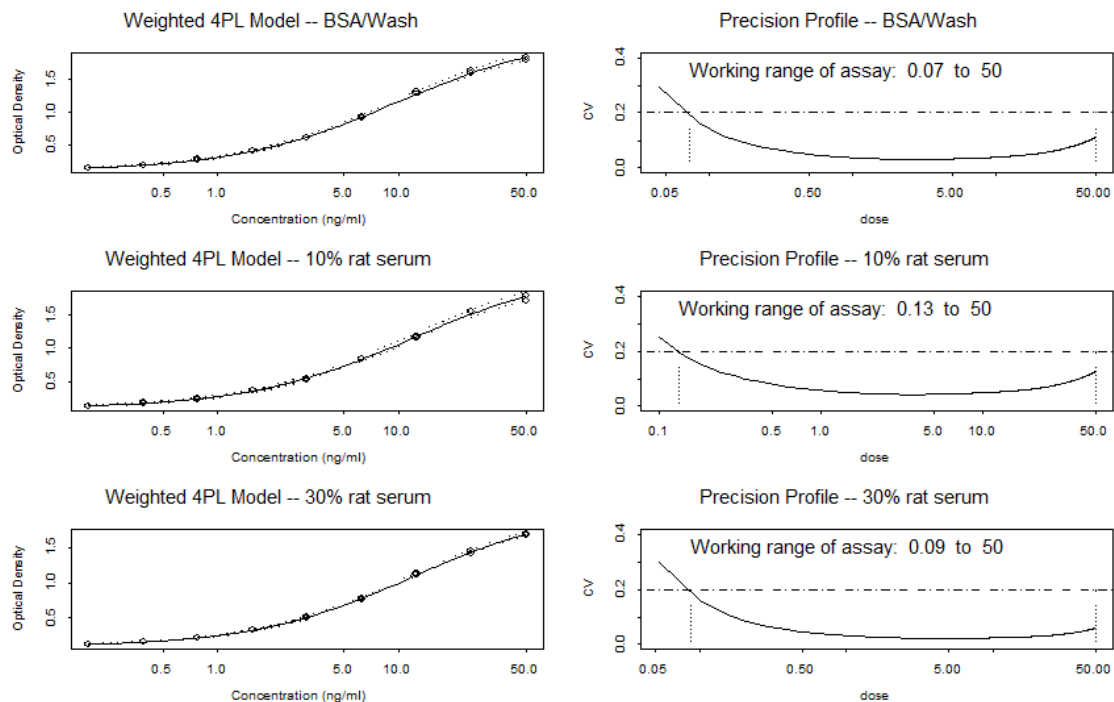 Weighted 4PL Model -- BSA/Wash
Optical Density
0.5
1.0
1.5
0.5 1.0 5.0 10.0 50.0
Concentration (ng/ml)
Precision Profile -- BSA/Wash
Working range of assay: 0.07 to 50
CV
0.0
0.2
0.4
0.05 0.50 5.00 50.00
dose
Weighted 4PL Model -- 10% rat serum
Optical Density
0.5
1.0
1.5
0.5 1.0 5.0 10.0 50.0
Concentration (ng/ml)
Precision Profile -- 10% rat serum
Working range of assay: 0.13 to 50
CV
0.0
0.2
0.4
0.1 0.5 1.0 5.0 10.0 50.0
dose
Weighted 4PL Model -- 30% rat serum
Optical Density
0.5
1.0
1.5
0.5 1.0 5.0 10.0 50.0
Concentration (ng/ml)
Precision Profile -- 30% rat serum
Working range of assay: 0.09 to 50
CV
0.0
0.2
0.4
0.05 0.50 5.00 50.00
dose